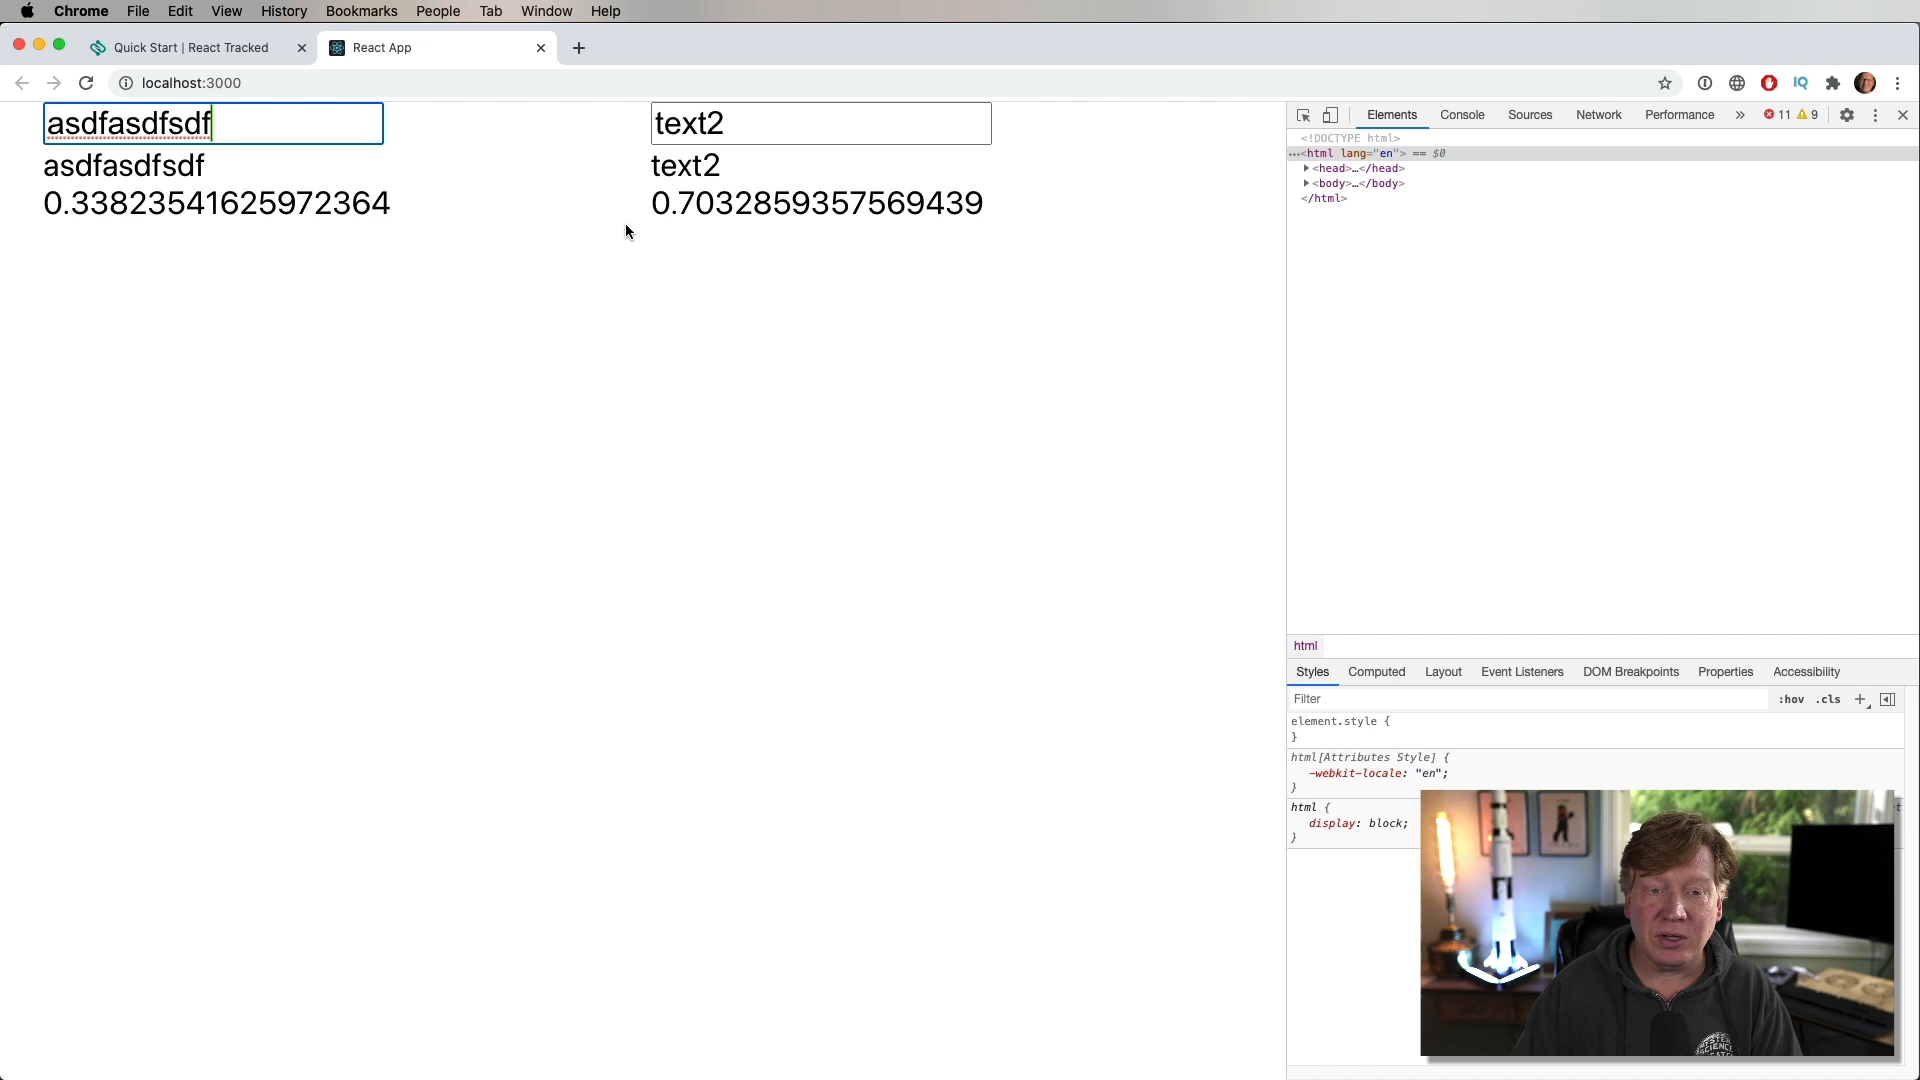 Chrome File Edit View History Bookmarks People Tab Window Help
Quick Start | React Tracked
React App
localhost:3000
asdfasdfsdf
text2
asdfasdfsdf
text2
0.33823541625972364
0.7032859357569439
Elements Console Sources Network Performance » 11 9
<!DOCTYPE html>
…<html lang="en"> == $0
<head>…</head>
<body>…</body>
</html>
html
Styles Computed Layout Event Listeners DOM Breakpoints Properties Accessibility
Filter :hov .cls +
element.style {
}
html[Attributes Style] {
-webkit-locale: "en";
}
html {
display: block;
}
SCIENCE